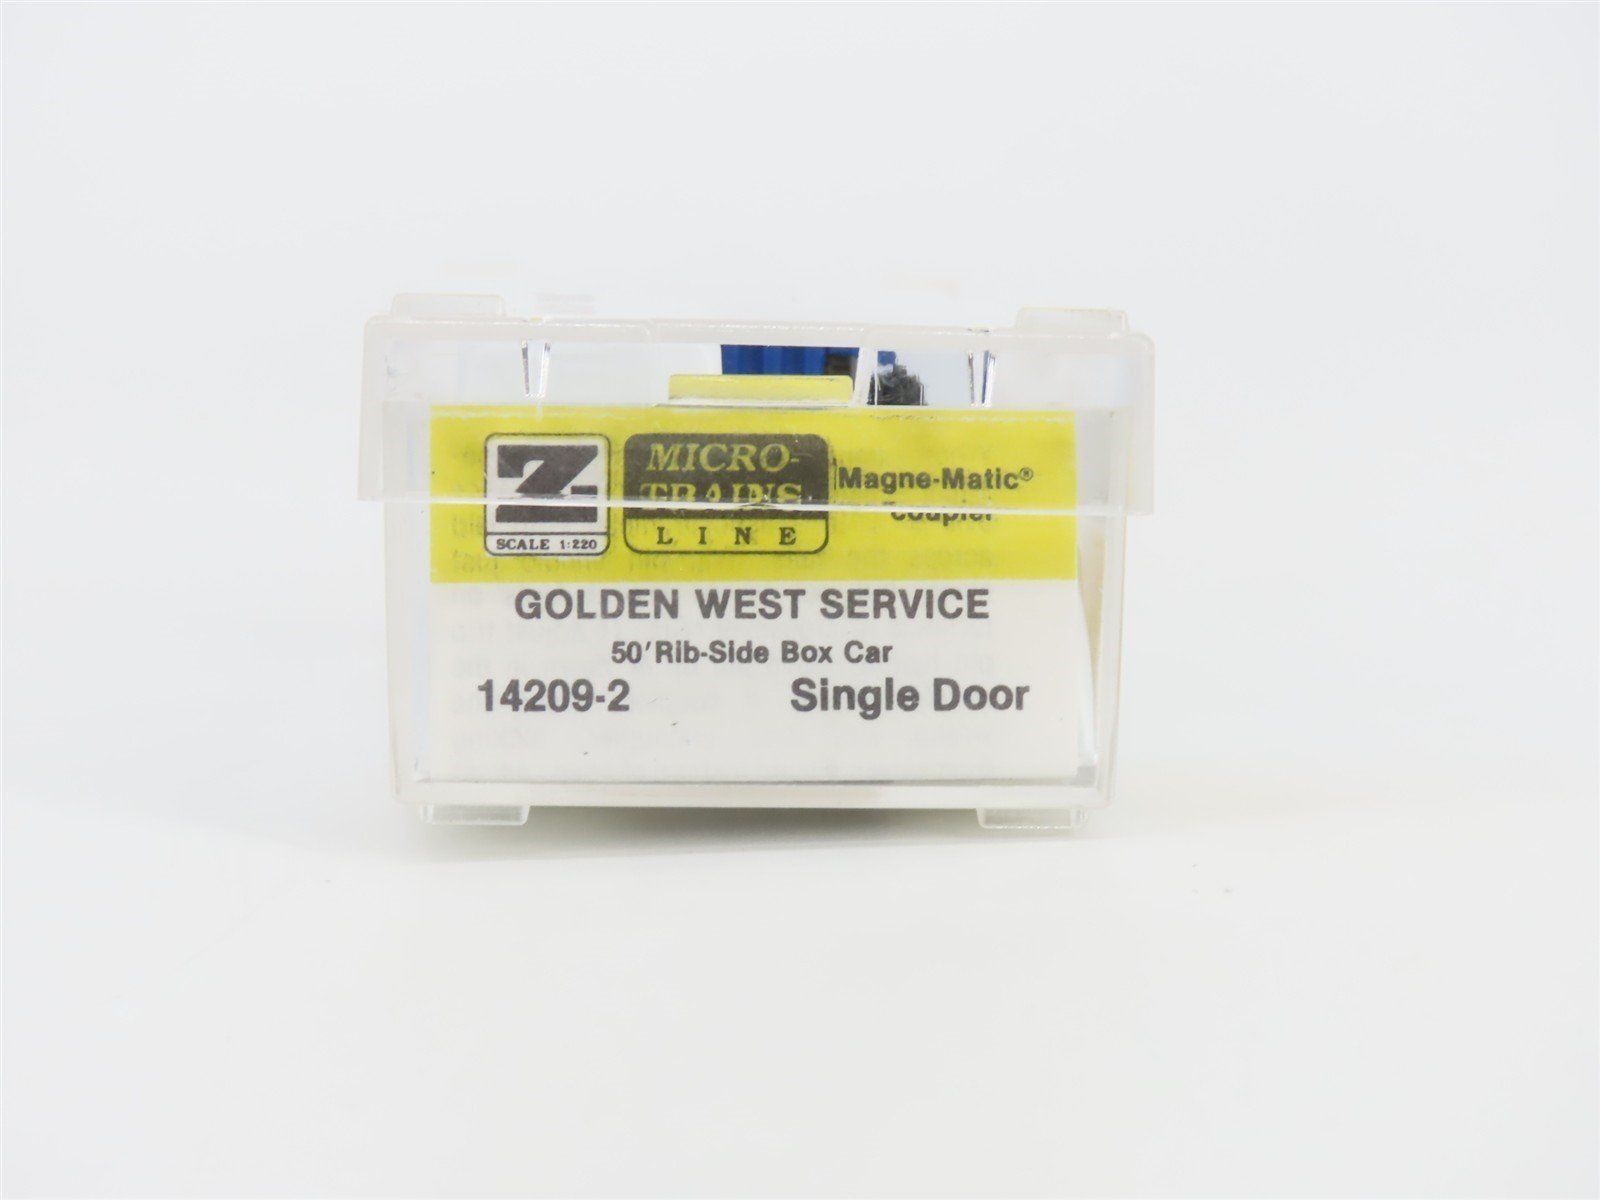 Z
SCALE 1:220
MICRO-
TRAINS
LINE
Magne-Matic®
Coupler
GOLDEN WEST SERVICE
50'Rib-Side Box Car
14209-2 Single Door